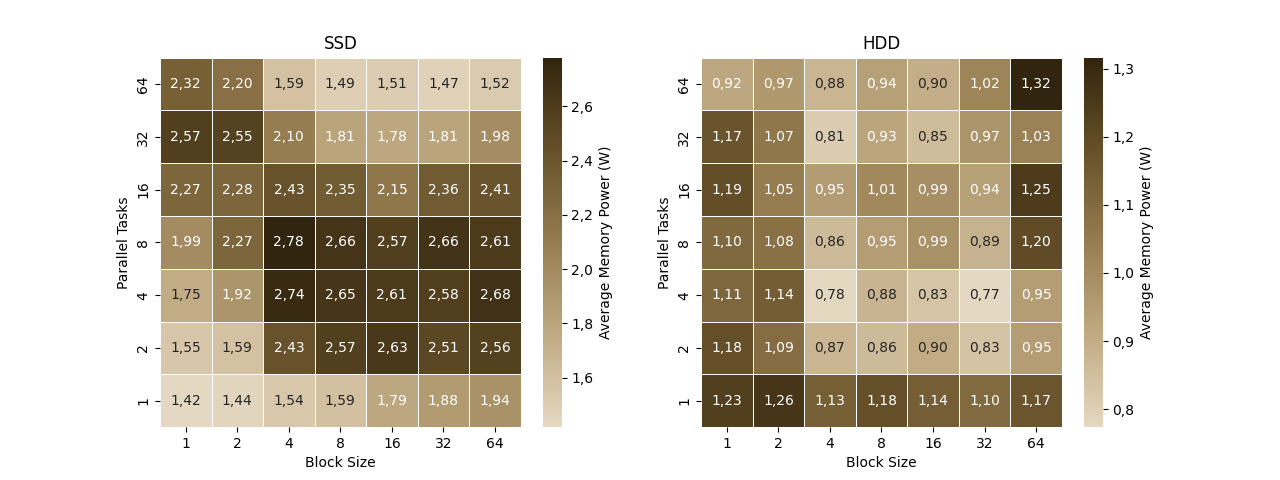 SSD
64 2,32 2,20 1,59 1,49 1,51 1,47 1,52
32 2,57 2,55 2,10 1,81 1,78 1,81 1,98
16 2,27 2,28 2,43 2,35 2,15 2,36 2,41
8 1,99 2,27 2,78 2,66 2,57 2,66 2,61
4 1,75 1,92 2,74 2,65 2,61 2,58 2,68
2 1,55 1,59 2,43 2,57 2,63 2,51 2,56
1 1,42 1,44 1,54 1,59 1,79 1,88 1,94
1 2 4 8 16 32 64
Parallel Tasks
Block Size
2,6
2,4
2,2
2,0
1,8
1,6
Average Memory Power (W)
HDD
64 0,92 0,97 0,88 0,94 0,90 1,02 1,32
32 1,17 1,07 0,81 0,93 0,85 0,97 1,03
16 1,19 1,05 0,95 1,01 0,99 0,94 1,25
8 1,10 1,08 0,86 0,95 0,99 0,89 1,20
4 1,11 1,14 0,78 0,88 0,83 0,77 0,95
2 1,18 1,09 0,87 0,86 0,90 0,83 0,95
1 1,23 1,26 1,13 1,18 1,14 1,10 1,17
1 2 4 8 16 32 64
Parallel Tasks
Block Size
1,3
1,2
1,1
1,0
0,9
0,8
Average Memory Power (W)